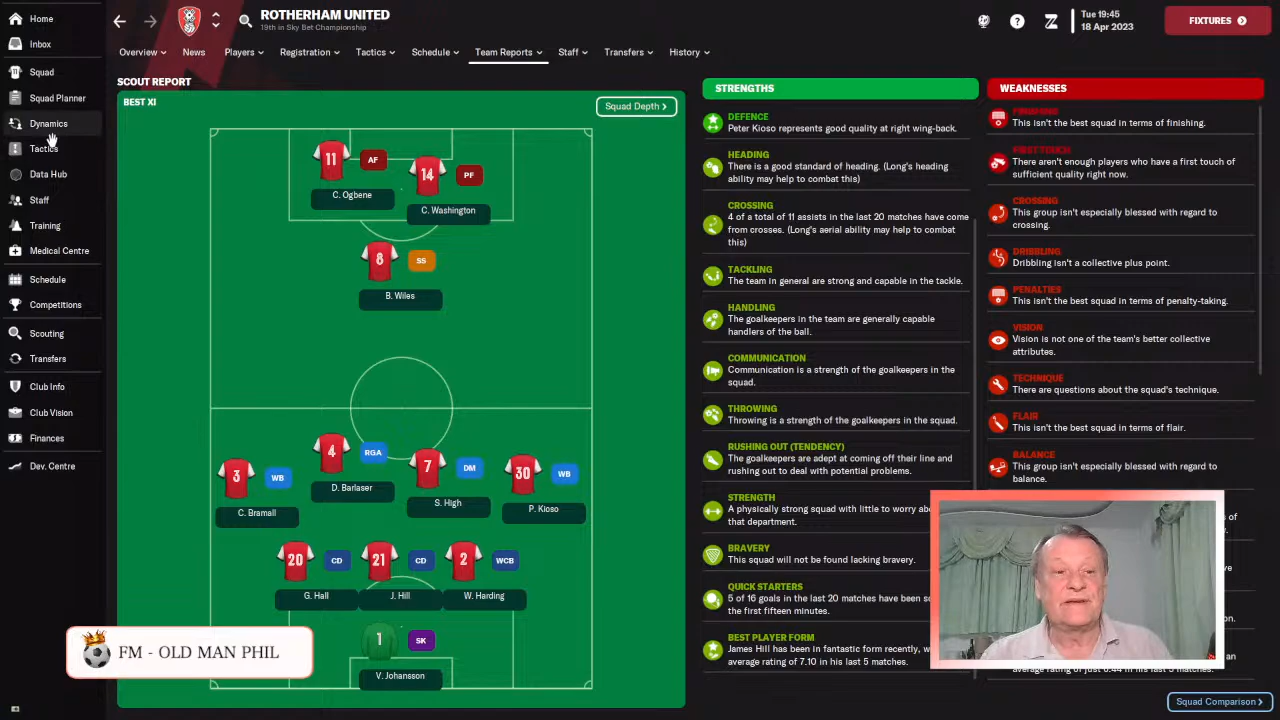 Home
Inbox
Squad
Squad Planner
Dynamics
Tactics
Data Hub
Staff
Training
Medical Centre
Schedule
Competitions
Scouting
Transfers
Club Info
Club Vision
Finances
Dev. Centre
ROTHERHAM UNITED
19th in Sky Bet Championship
Tue 19:45
18 Apr 2023
FIXTURES
Overview
News
Players
Registration
Tactics
Schedule
Team Reports
Staff
Transfers
History
SCOUT REPORT
BEST XI
Squad Depth >
11 AF
C. Ogbene
14 PF
C. Washington
8 SS
B. Wiles
3 WB
C. Bramall
4 RGA
D. Barlaser
7 DM
S. High
30 WB
P. Kioso
20 CD
G. Hall
21 CD
J. Hill
2 WCB
W. Harding
1 SK
V. Johansson
STRENGTHS
DEFENCE
Peter Kioso represents good quality at right wing-back.
HEADING
There is a good standard of heading. (Long's heading
ability may help to combat this)
CROSSING
4 of a total of 11 assists in the last 20 matches have come
from crosses. (Long's aerial ability may help to combat
this)
TACKLING
The team in general are strong and capable in the tackle.
HANDLING
The goalkeepers in the team are generally capable
handlers of the ball.
COMMUNICATION
Communication is a strength of the goalkeepers in the
squad.
THROWING
Throwing is a strength of the goalkeepers in the squad.
RUSHING OUT (TENDENCY)
The goalkeepers are adept at coming off their line and
rushing out to deal with potential problems.
STRENGTH
A physically strong squad with little to worry
that department.
BRAVERY
This squad will not be found lacking bravery.
QUICK STARTERS
5 of 16 goals in the last 20 matches have been
the first fifteen minutes.
BEST PLAYER FORM
James Hill has been in fantastic form recently,
average rating of 7.10 in his last 5 matches.
WEAKNESSES
FINISHING
This isn't the best squad in terms of finishing.
FIRST TOUCH
There aren't enough players who have a first touch of
sufficient quality right now.
CROSSING
This group isn't especially blessed with regard to
crossing.
DRIBBLING
Dribbling isn't a collective plus point.
PENALTIES
This isn't the best squad in terms of penalty-taking.
VISION
Vision is not one of the team's better collective
attributes.
TECHNIQUE
There are questions about the squad's technique.
FLAIR
This isn't the best squad in terms of flair.
BALANCE
This group isn't especially blessed with regard to
balance.
Squad Comparison >
FM - OLD MAN PHIL